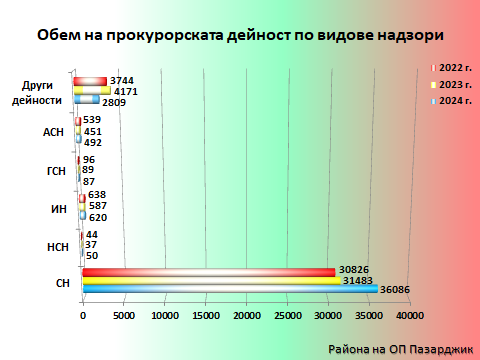 Обем на прокурорската дейност по видове надзори
2022 г.
2023 г.
2024 г.
Други
дейности
3744
4171
2809
АСН
539
451
492
ГСН
96
89
87
ИН
638
587
620
НСН
44
37
50
СН
30826
31483
36086
0 5000 10000 15000 20000 25000 30000 35000 40000
Района на ОП Пазарджик